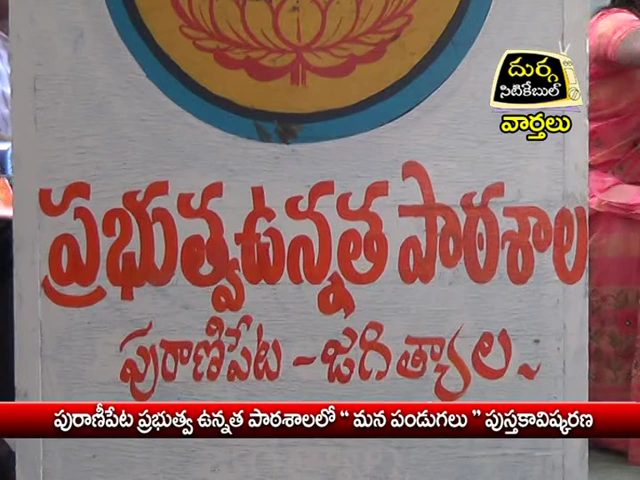 దుర్గ
సిటికేబుల్
వార్తలు
ప్రభుత్వఉన్నత పాఠశాల
పురాణిపేట - జగిత్యాల
పురాణీపేట ప్రభుత్వ ఉన్నత పాఠశాలలో “ మన పండుగలు ” పుస్తకావిష్కరణ